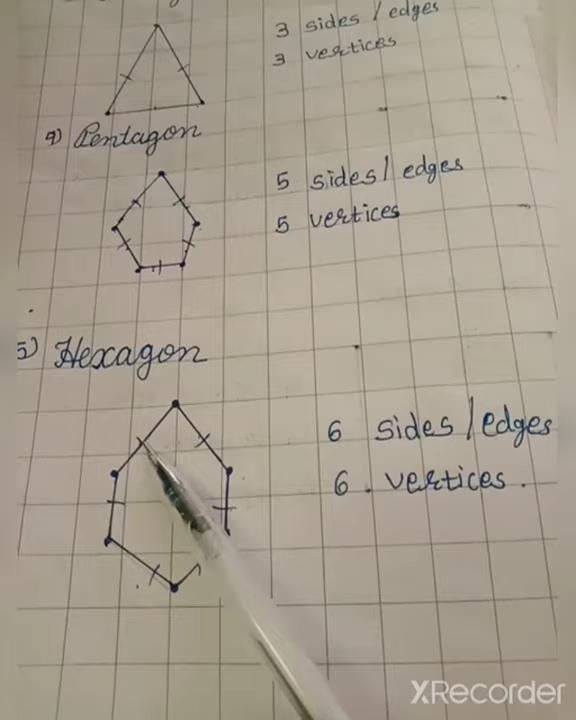 3 sides / edges
3 vertices
4) Pentagon
5 sides / edges
5 vertices
5) Hexagon
6 sides / edges
6 vertices.
XRecorder